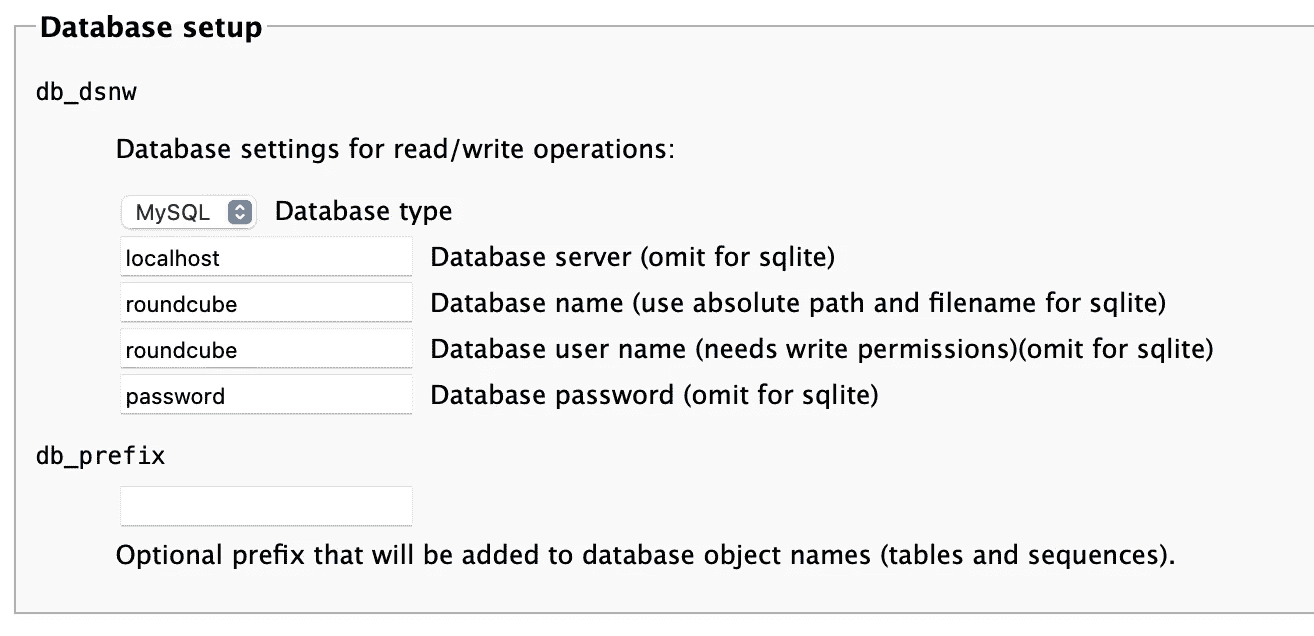 Database setup
db_dsnw
Database settings for read/write operations:
MySQL Database type
localhost Database server (omit for sqlite)
roundcube Database name (use absolute path and filename for sqlite)
roundcube Database user name (needs write permissions)(omit for sqlite)
password Database password (omit for sqlite)
db_prefix
Optional prefix that will be added to database object names (tables and sequences).